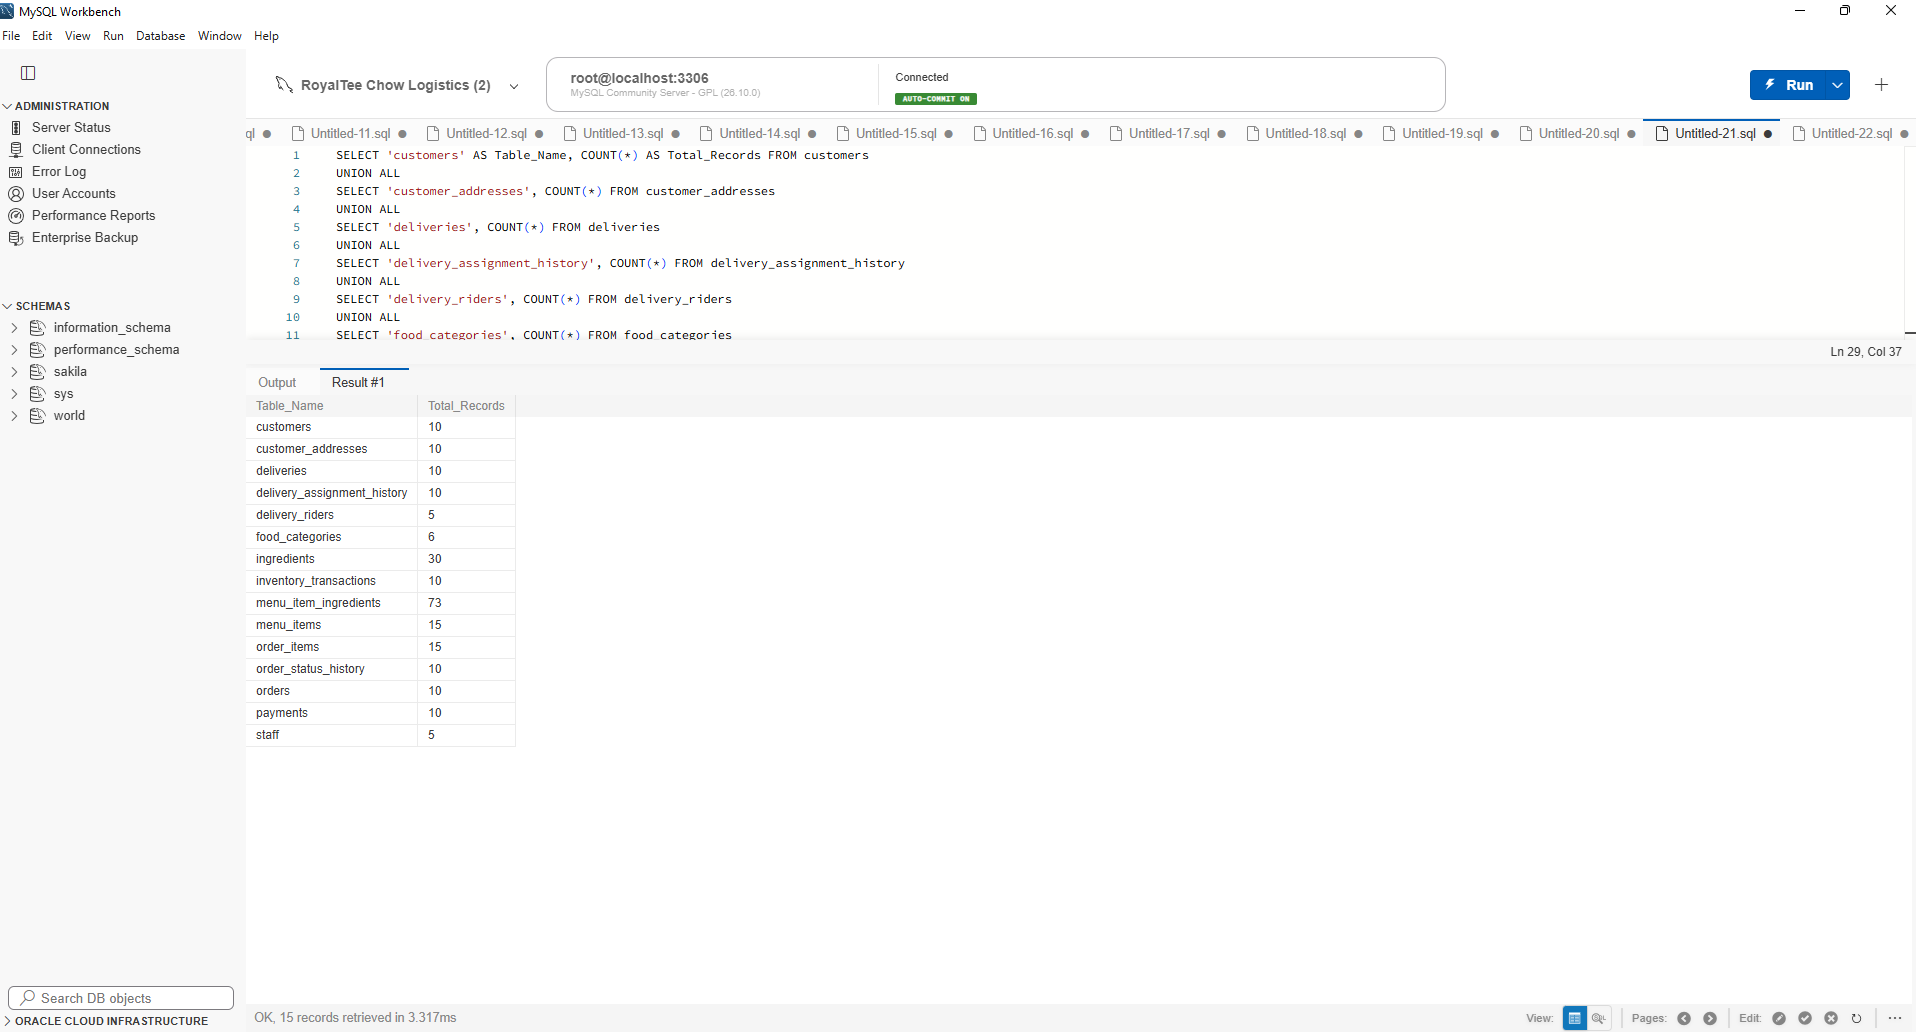 MySQL Workbench
File Edit View Run Database Window Help
RoyalTee Chow Logistics (2)
root@localhost:3306
MySQL Community Server - GPL (26.10.0)
Connected
AUTO-COMMIT ON
Run
ADMINISTRATION
Server Status
Client Connections
Error Log
User Accounts
Performance Reports
Enterprise Backup
SCHEMAS
information_schema
performance_schema
sakila
sys
world
Search DB objects
ORACLE CLOUD INFRASTRUCTURE
ql Untitled-11.sql Untitled-12.sql Untitled-13.sql Untitled-14.sql Untitled-15.sql Untitled-16.sql Untitled-17.sql Untitled-18.sql Untitled-19.sql Untitled-20.sql Untitled-21.sql Untitled-22.sql
1 SELECT 'customers' AS Table_Name, COUNT(*) AS Total_Records FROM customers
2 UNION ALL
3 SELECT 'customer_addresses', COUNT(*) FROM customer_addresses
4 UNION ALL
5 SELECT 'deliveries', COUNT(*) FROM deliveries
6 UNION ALL
7 SELECT 'delivery_assignment_history', COUNT(*) FROM delivery_assignment_history
8 UNION ALL
9 SELECT 'delivery_riders', COUNT(*) FROM delivery_riders
10 UNION ALL
11 SELECT 'food_categories', COUNT(*) FROM food_categories
Ln 29, Col 37
Output Result #1
Table_Name Total_Records
customers 10
customer_addresses 10
deliveries 10
delivery_assignment_history 10
delivery_riders 5
food_categories 6
ingredients 30
inventory_transactions 10
menu_item_ingredients 73
menu_items 15
order_items 15
order_status_history 10
orders 10
payments 10
staff 5
OK, 15 records retrieved in 3.317ms
View: Pages: Edit: